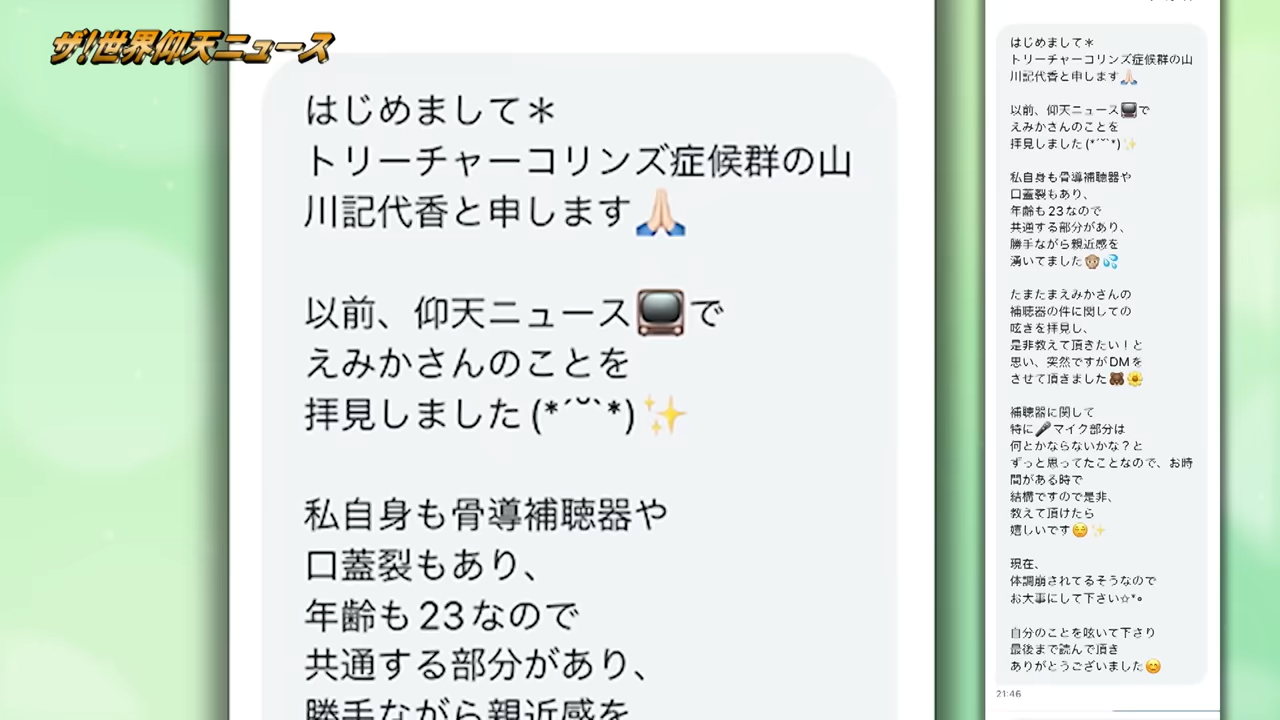 ザ!世界仰天ニュース
はじめまして＊
トリーチャーコリンズ症候群の山
川記代香と申します🙏🏻
以前、仰天ニュース📺で
えみかさんのことを
拝見しました(*´˘`*)✨
私自身も骨導補聴器や
口蓋裂もあり、
年齢も23なので
共通する部分があり、
勝手ながら親近感を
はじめまして＊
トリーチャーコリンズ症候群の山
川記代香と申します🙏🏻
以前、仰天ニュース📺で
えみかさんのことを
拝見しました(*´˘`*)✨
私自身も骨導補聴器や
口蓋裂もあり、
年齢も23なので
共通する部分があり、
勝手ながら親近感を
湧いてました🙊💦
たまたまえみかさんの
補聴器の件に関しての
呟きを拝見し、
是非教えて頂きたい！と
思い、突然ですがDMを
させて頂きました🐻🌼
補聴器に関して
特に🎤マイク部分は
何とかならないかな？と
ずっと思ってたことなので、お時
間がある時で
結構ですので是非、
教えて頂けたら
嬉しいです😊✨
現在、
体調崩されてるそうなので
お大事にして下さい☆*∘
自分のことを呟いて下さり
最後まで読んで頂き
ありがとうございました😊
21:46